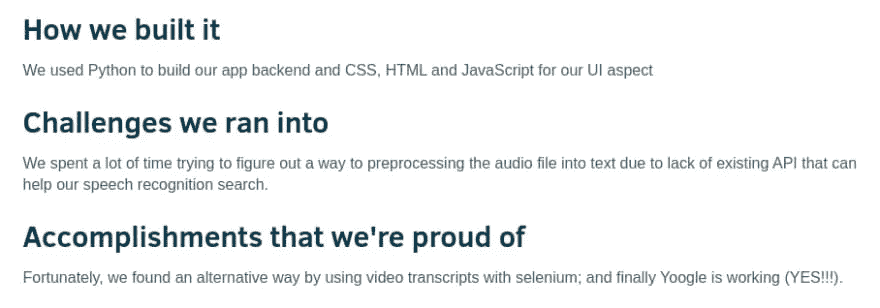 How we built it
We used Python to build our app backend and CSS, HTML and JavaScript for our UI aspect
Challenges we ran into
We spent a lot of time trying to figure out a way to preprocessing the audio file into text due to lack of existing API that can
help our speech recognition search.
Accomplishments that we're proud of
Fortunately, we found an alternative way by using video transcripts with selenium; and finally Yoogle is working (YES!!!).